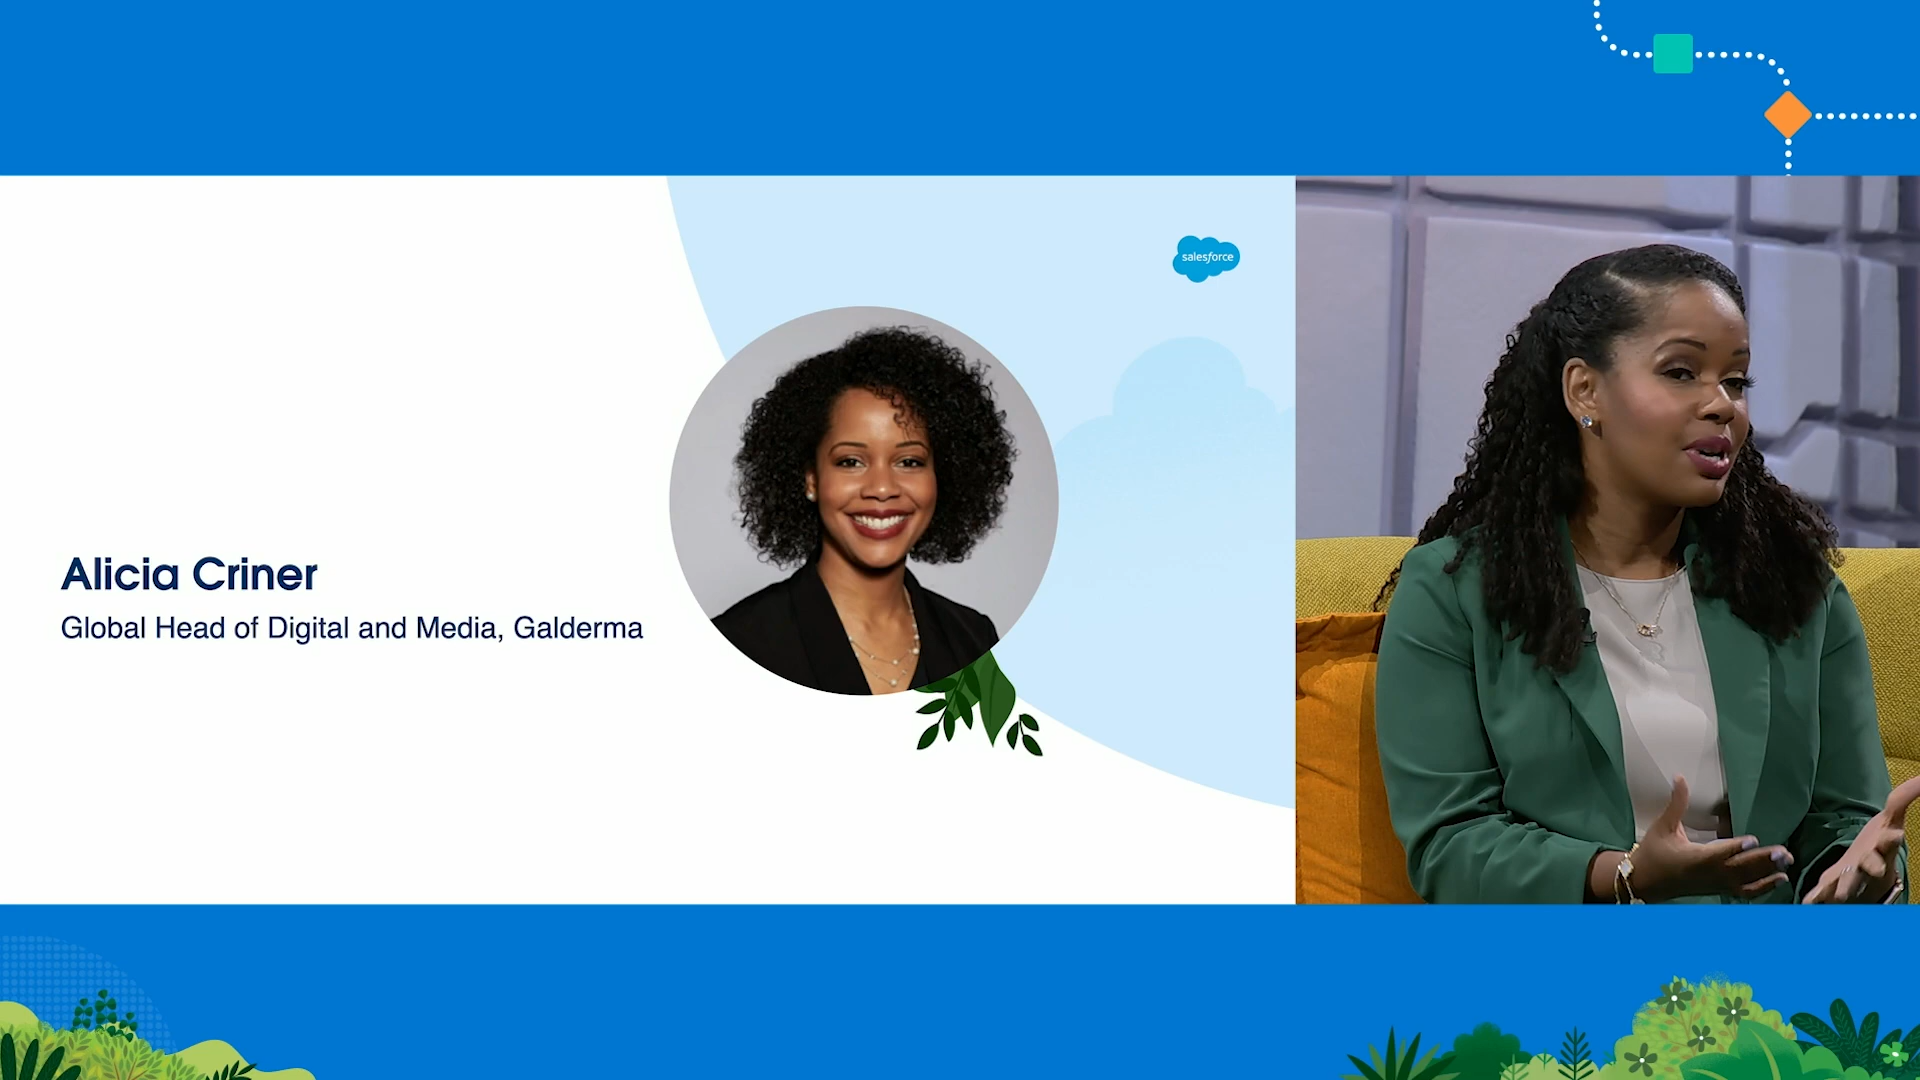 salesforce
Alicia Criner
Global Head of Digital and Media, Galderma